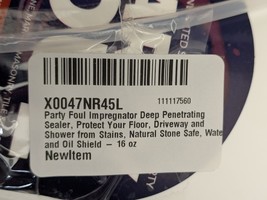 X0047NR45L
111117560
Party Foul Impregnator Deep Penetrating
Sealer, Protect Your Floor, Driveway and
Shower from Stains, Natural Stone Safe, Wate
and Oil Shield – 16 oz
NewItem